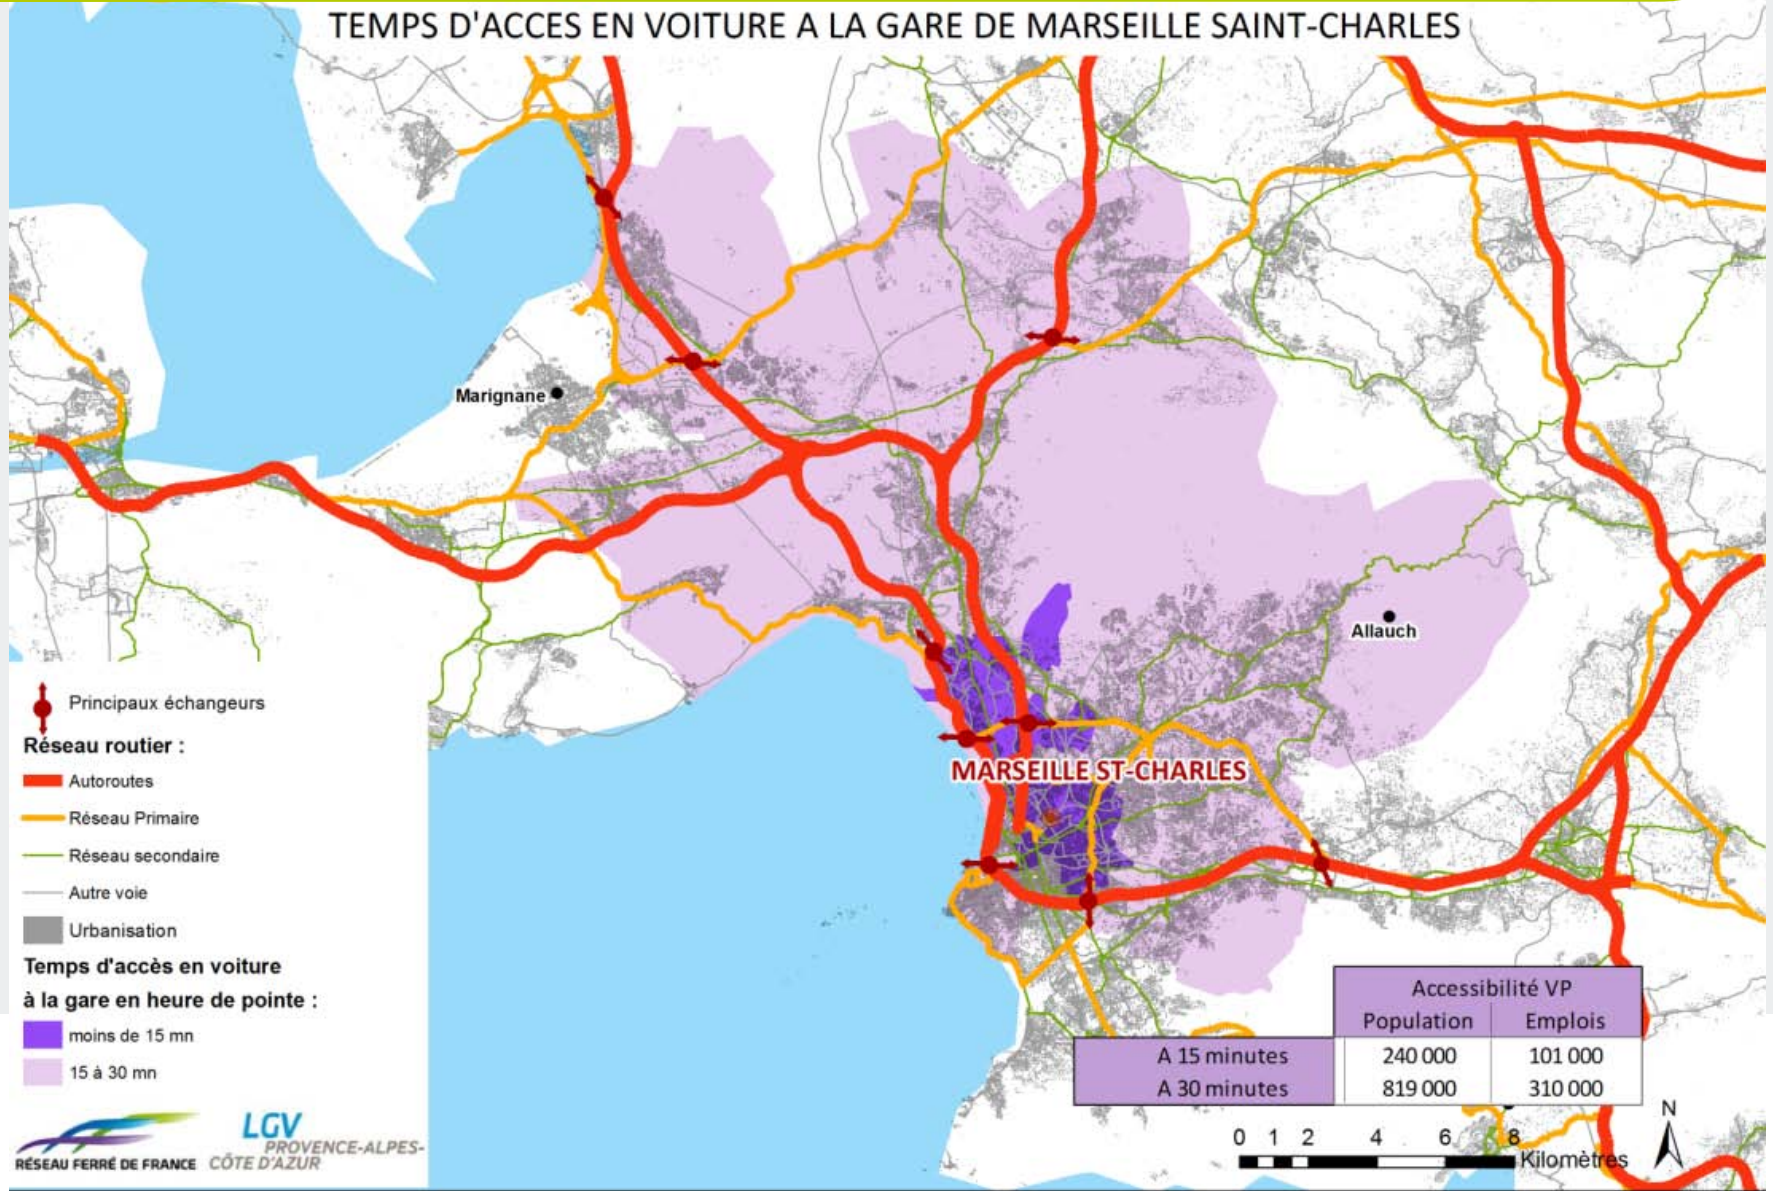 TEMPS D'ACCES EN VOITURE A LA GARE DE MARSEILLE SAINT-CHARLES
Marignane
Allauch
MARSEILLE ST-CHARLES
Principaux échangeurs
Réseau routier :
Autoroutes
Réseau Primaire
Réseau secondaire
Autre voie
Urbanisation
Temps d'accès en voiture
à la gare en heure de pointe :
moins de 15 mn
15 à 30 mn
RÉSEAU FERRÉ DE FRANCE
LGV
PROVENCE-ALPES-
CÔTE D'AZUR
Accessibilité VP
Population Emplois
A 15 minutes 240 000 101 000
A 30 minutes 819 000 310 000
N
0 1 2 4 6 8
Kilomètres